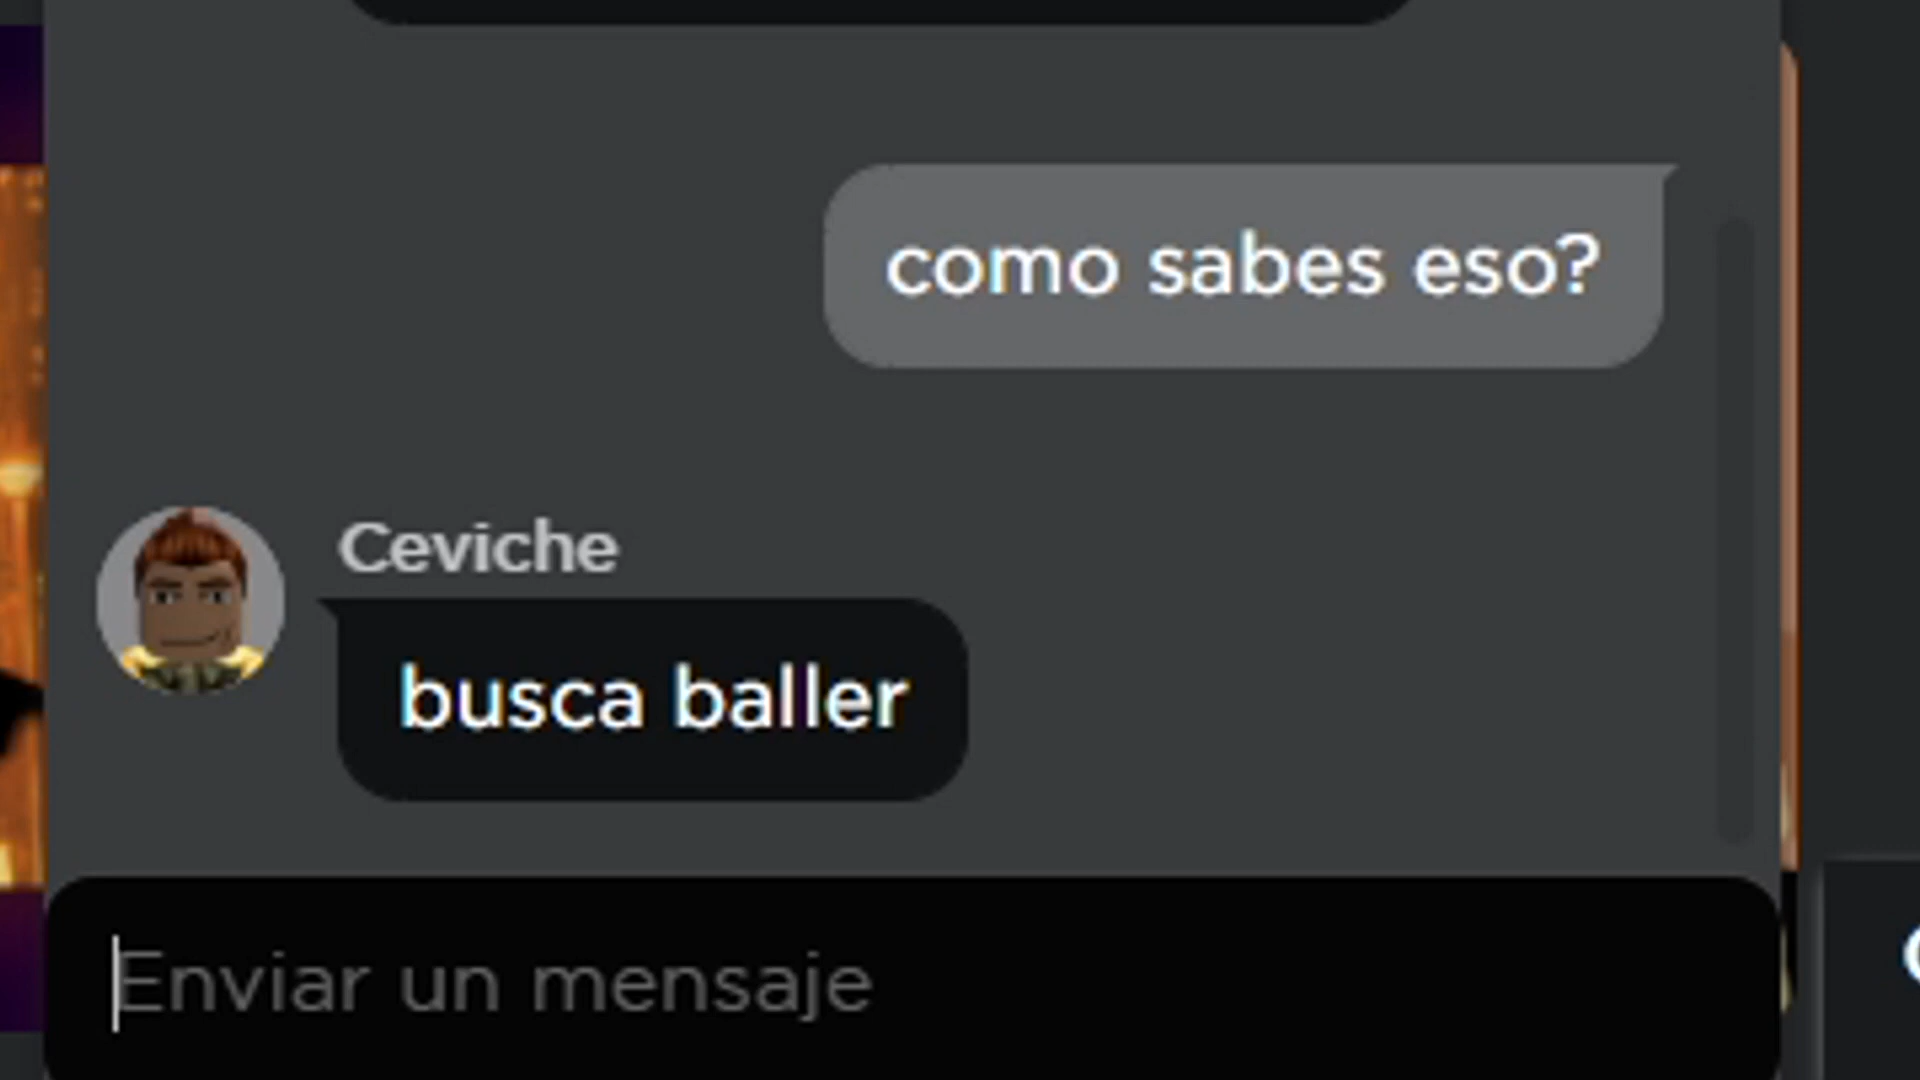 como sabes eso?
Ceviche
busca baller
Enviar un mensaje